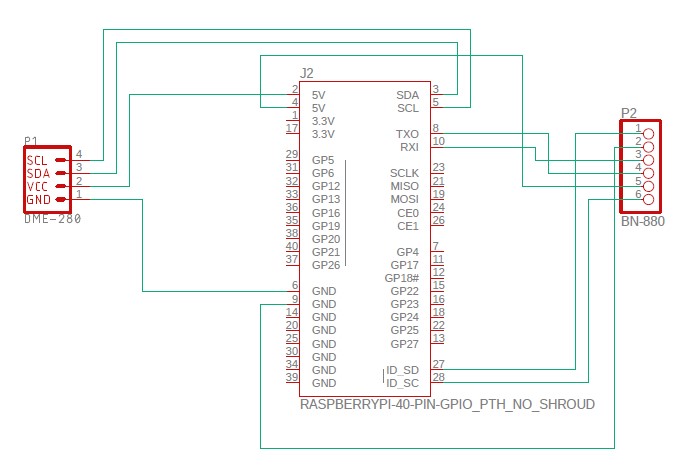 J2
2 5V SDA 3
4 5V SCL 5
1 3.3V
17 3.3V TXO 8
RXI 10
29 GP5
31 GP6 SCLK 23
32 GP12 MISO 21
33 GP13 MOSI 19
36 GP16 CE0 24
35 GP19 CE1 26
38 GP20
40 GP21 GP4 7
37 GP26 GP17 11
GP18# 12
6 GND GP22 15
9 GND GP23 16
14 GND GP24 18
20 GND GP25 22
25 GND GP27 13
30 GND
34 GND ID_SD 27
39 GND ID_SC 28
RASPBERRYPI-40-PIN-GPIO_PTH_NO_SHROUD
P1
SCL 4
SDA 3
VCC 2
GND 1
DME-280
P2
1
2
3
4
5
6
BN-880